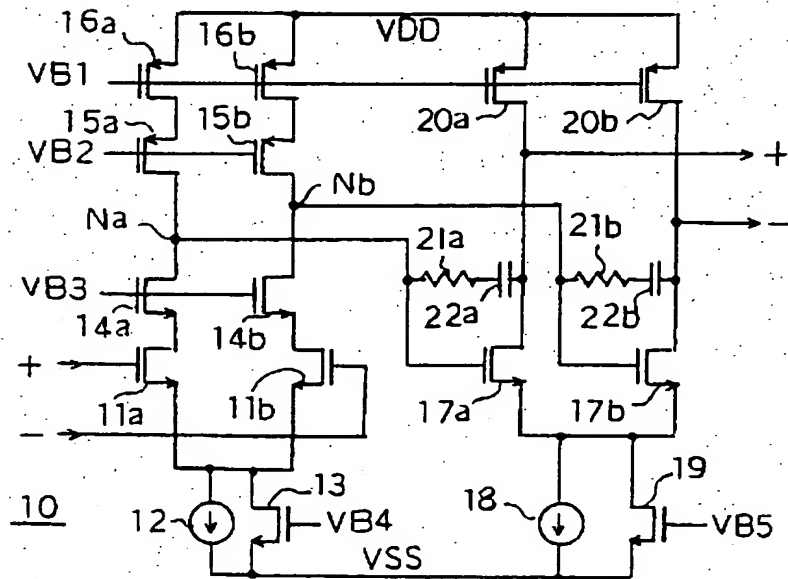 16a 16b VDD
VB1
15a 15b 20a 20b
VB2
Nb +
Na 21a 21b −
VB3
14a 14b 22a 22b
+
11a 11b 17a 17b
−
13 19
10 12 VB4 18 VB5
VSS